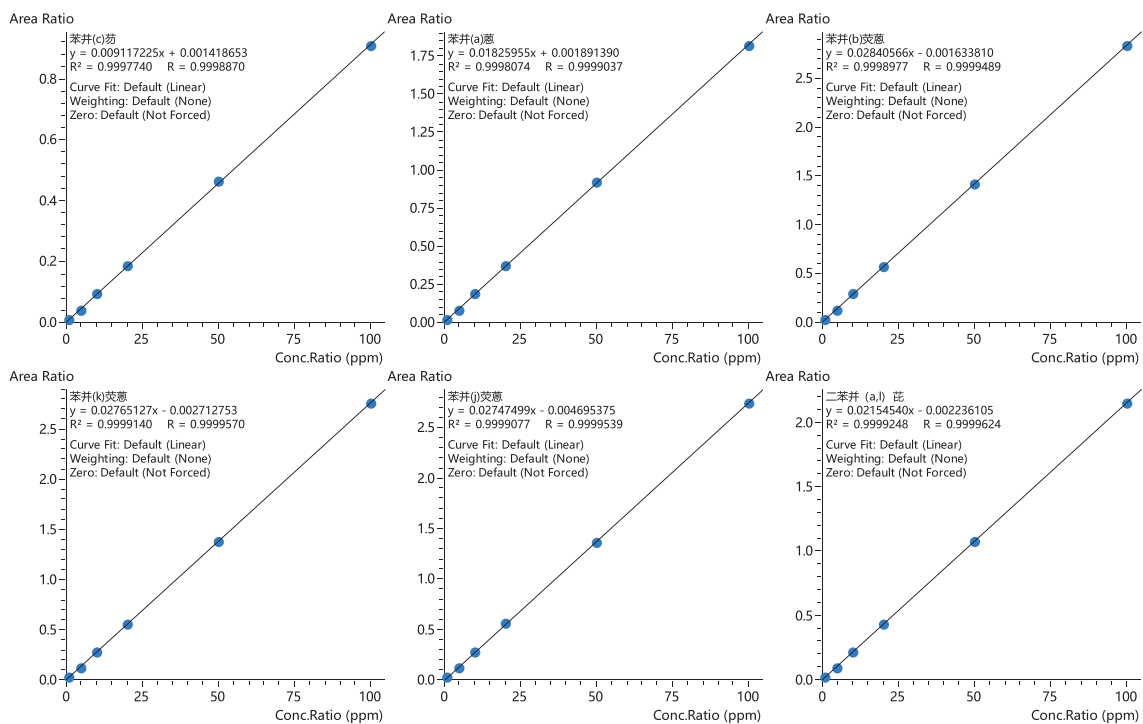 Area Ratio
苯并(c)芴
y = 0.009117225x + 0.001418653
R² = 0.9997740 R = 0.9998870
Curve Fit: Default (Linear)
Weighting: Default (None)
Zero: Default (Not Forced)
0.8
0.6
0.4
0.2
0.0
0 25 50 75 100
Conc.Ratio (ppm)
Area Ratio
苯并(a)蒽
y = 0.01825955x + 0.001891390
R² = 0.9998074 R = 0.9999037
Curve Fit: Default (Linear)
Weighting: Default (None)
Zero: Default (Not Forced)
1.75
1.50
1.25
1.00
0.75
0.50
0.25
0.00
0 25 50 75 100
Conc.Ratio (ppm)
Area Ratio
苯并(b)荧蒽
y = 0.02840566x - 0.001633810
R² = 0.9998977 R = 0.9999489
Curve Fit: Default (Linear)
Weighting: Default (None)
Zero: Default (Not Forced)
2.5
2.0
1.5
1.0
0.5
0.0
0 25 50 75 100
Conc.Ratio (ppm)
Area Ratio
苯并(k)荧蒽
y = 0.02765127x - 0.002712753
R² = 0.9999140 R = 0.9999570
Curve Fit: Default (Linear)
Weighting: Default (None)
Zero: Default (Not Forced)
2.5
2.0
1.5
1.0
0.5
0.0
0 25 50 75 100
Conc.Ratio (ppm)
Area Ratio
苯并(j)荧蒽
y = 0.02747499x - 0.004695375
R² = 0.9999077 R = 0.9999539
Curve Fit: Default (Linear)
Weighting: Default (None)
Zero: Default (Not Forced)
2.5
2.0
1.5
1.0
0.5
0.0
0 25 50 75 100
Conc.Ratio (ppm)
Area Ratio
二苯并（a,l）芘
y = 0.02154540x - 0.002236105
R² = 0.9999248 R = 0.9999624
Curve Fit: Default (Linear)
Weighting: Default (None)
Zero: Default (Not Forced)
2.0
1.5
1.0
0.5
0.0
0 25 50 75 100
Conc.Ratio (ppm)